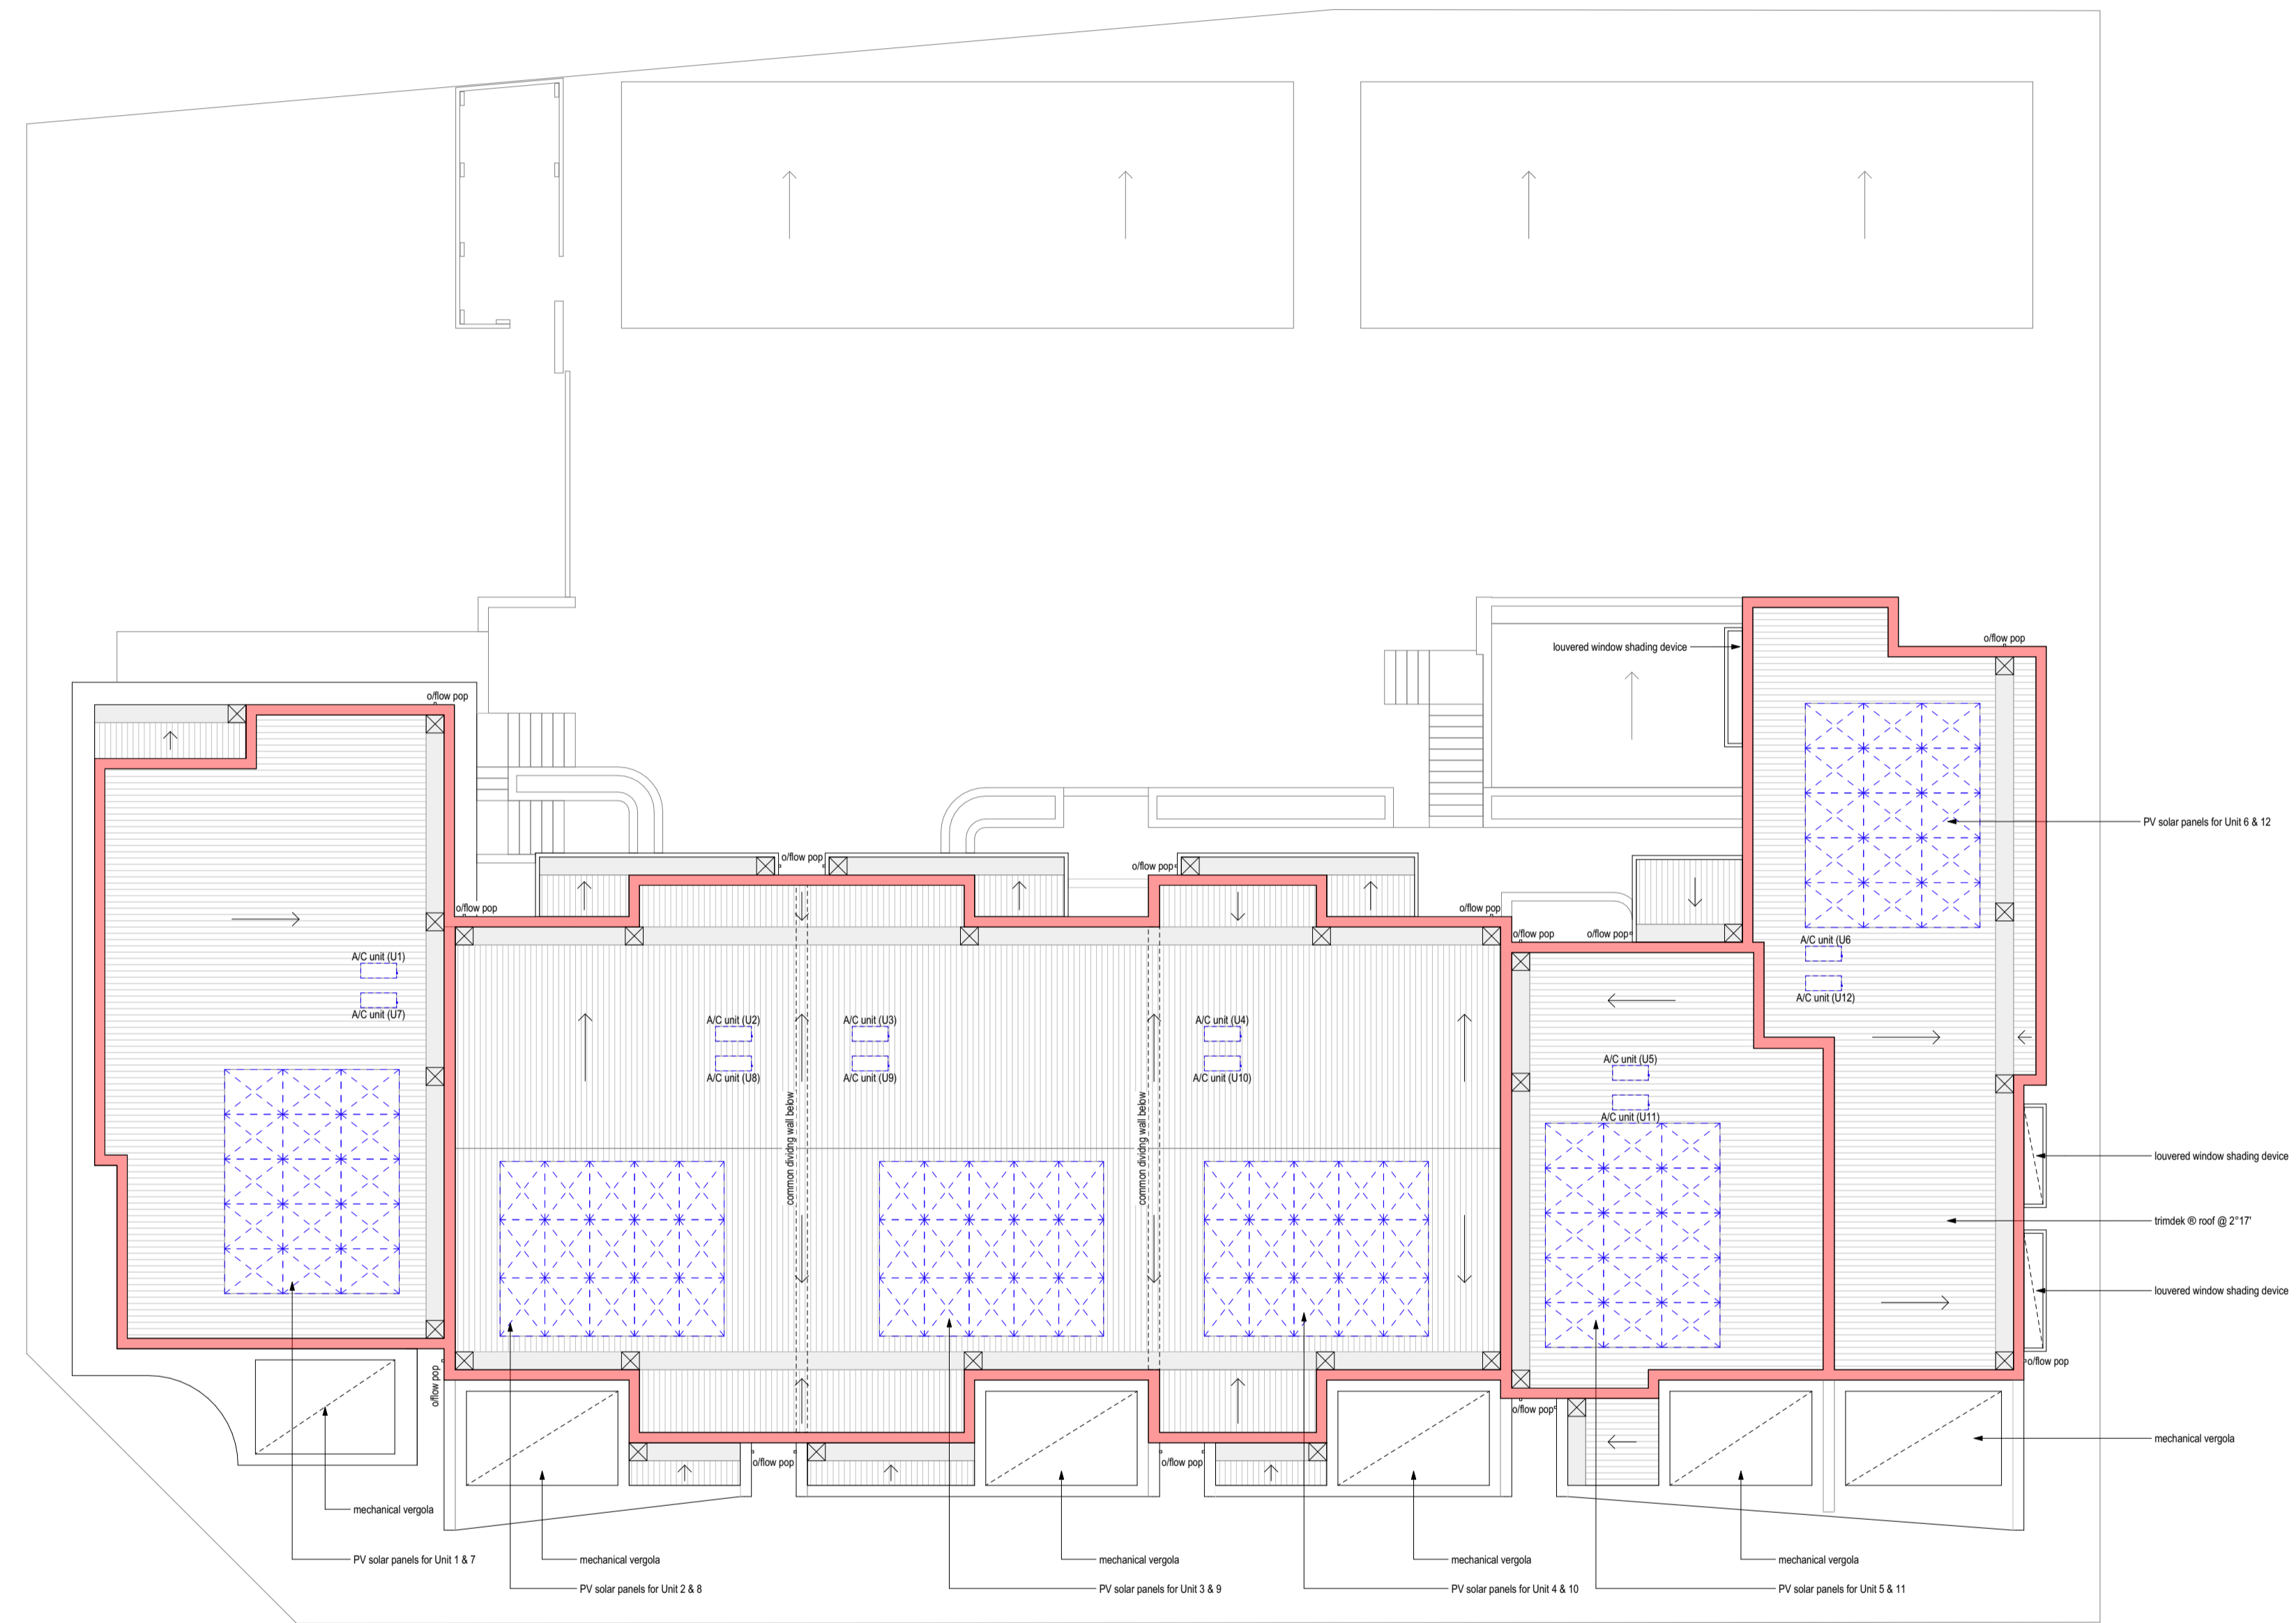 louvered window shading device
o/flow pop
o/flow pop
PV solar panels for Unit 6 & 12
o/flow pop
o/flow pop
o/flow pop
o/flow pop
o/flow pop
o/flow pop
A/C unit (U6
A/C unit (U12)
A/C unit (U1)
A/C unit (U7)
A/C unit (U2)
A/C unit (U3)
A/C unit (U4)
A/C unit (U8)
A/C unit (U9)
A/C unit (U10)
A/C unit (U5)
A/C unit (U11)
common dividng wall below
common dividng wall below
louvered window shading device
trimdek ® roof @ 2°17'
louvered window shading device
o/flow pop
o/flow pop
o/flow pop
mechanical vergola
o/flow pop
o/flow pop
mechanical vergola
PV solar panels for Unit 1 & 7
mechanical vergola
mechanical vergola
mechanical vergola
mechanical vergola
PV solar panels for Unit 2 & 8
PV solar panels for Unit 3 & 9
PV solar panels for Unit 4 & 10
PV solar panels for Unit 5 & 11